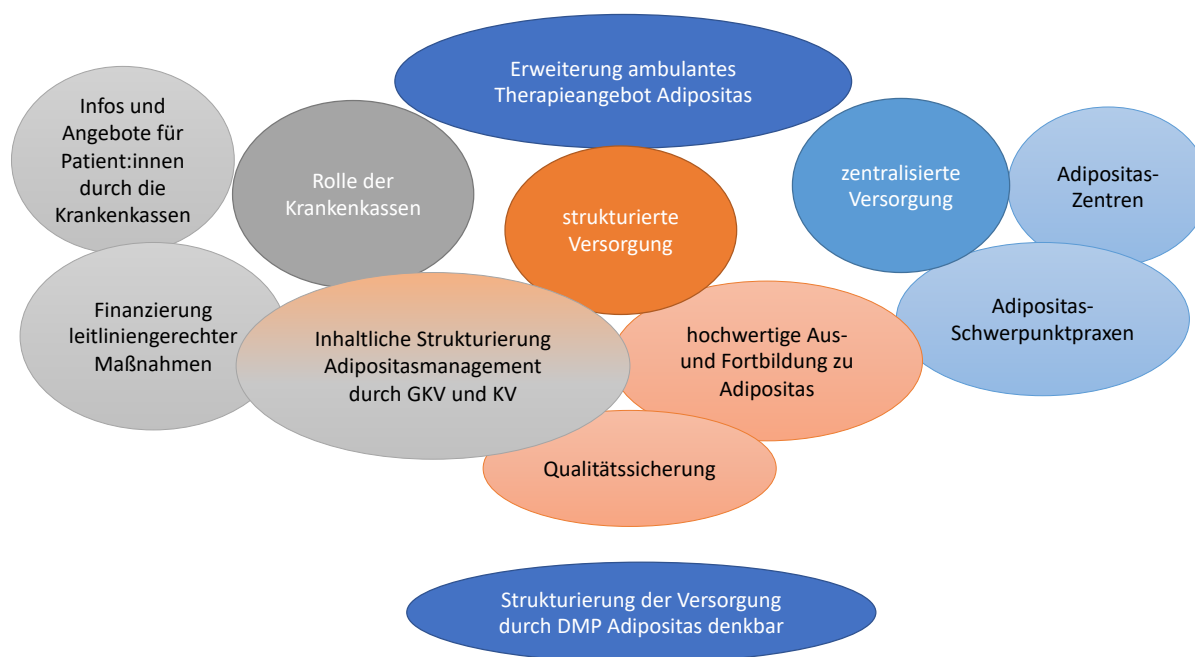 Erweiterung ambulantes
Therapieangebot Adipositas
Infos und
Angebote für
Patient:innen
durch die
Krankenkassen
Rolle der
Krankenkassen
strukturierte
Versorgung
zentralisierte
Versorgung
Adipositas-
Zentren
Finanzierung
leitliniengerechter
Maßnahmen
Inhaltliche Strukturierung
Adipositasmanagement
durch GKV und KV
hochwertige Aus-
und Fortbildung zu
Adipositas
Adipositas-
Schwerpunktpraxen
Qualitätssicherung
Strukturierung der Versorgung
durch DMP Adipositas denkbar